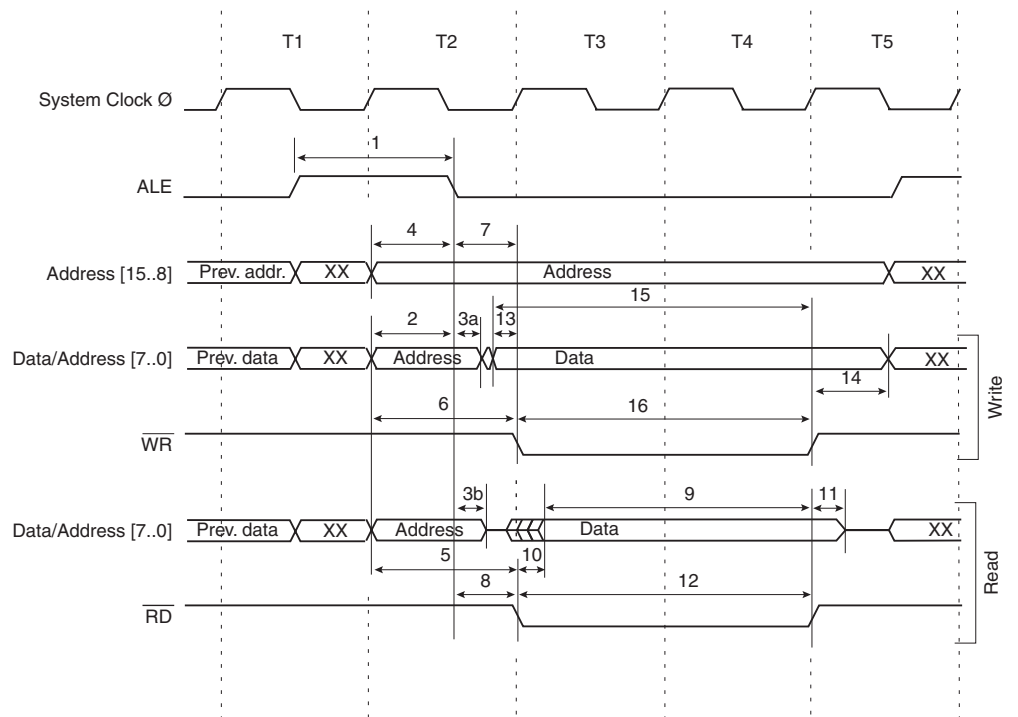 T1 T2 T3 T4 T5
System Clock Ø
1
ALE
4 7
Address [15..8] Prev. addr. XX Address XX
15
2 3a 13
Data/Address [7..0] Prev. data XX Address Data XX
14
6 16
WR
Write
3b 9 11
Data/Address [7..0] Prev. data XX Address Data XX
5 10
8 12
RD
Read